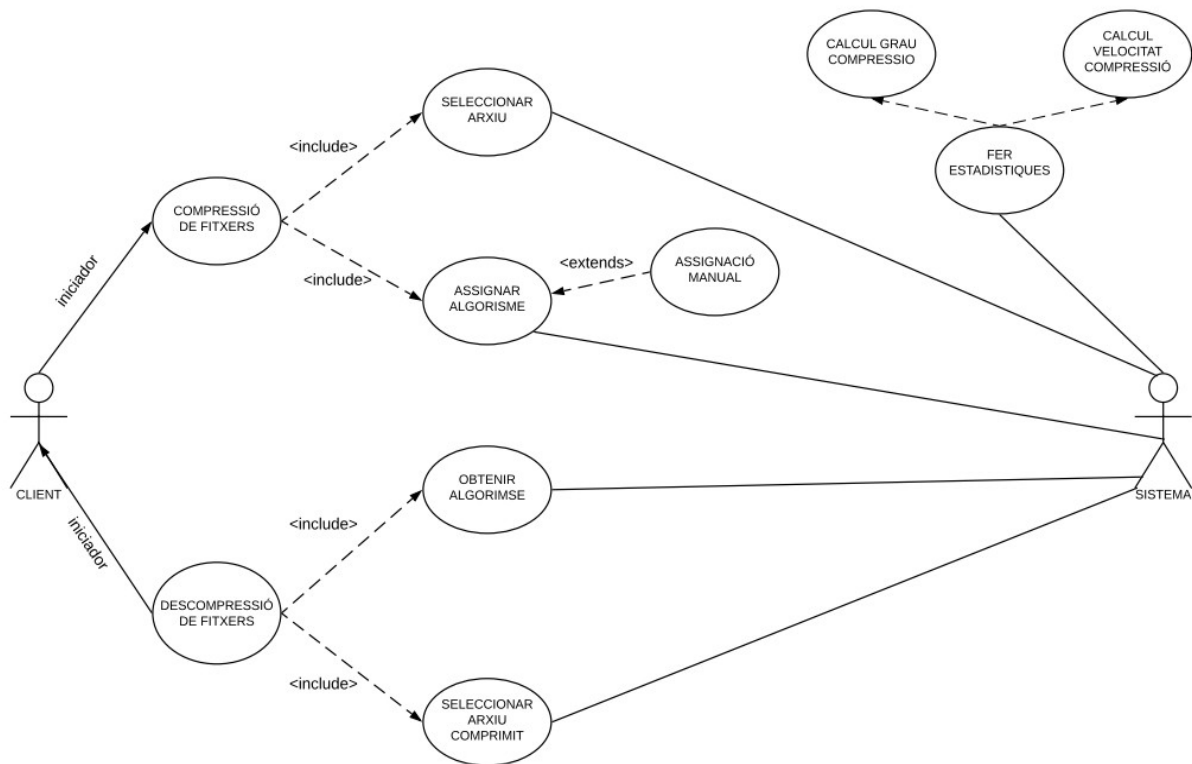 CALCUL GRAU
COMPRESSIO
CALCUL
VELOCITAT
COMPRESSIÓ
SELECCIONAR
ARXIU
<include>
FER
ESTADISTIQUES
COMPRESSIÓ
DE FITXERS
iniciador
<include>
ASSIGNAR
ALGORISME
<extends>
ASSIGNACIÓ
MANUAL
CLIENT
SISTEMA
iniciador
OBTENIR
ALGORIMSE
<include>
DESCOMPRESSIÓ
DE FITXERS
<include>
SELECCIONAR
ARXIU
COMPRIMIT